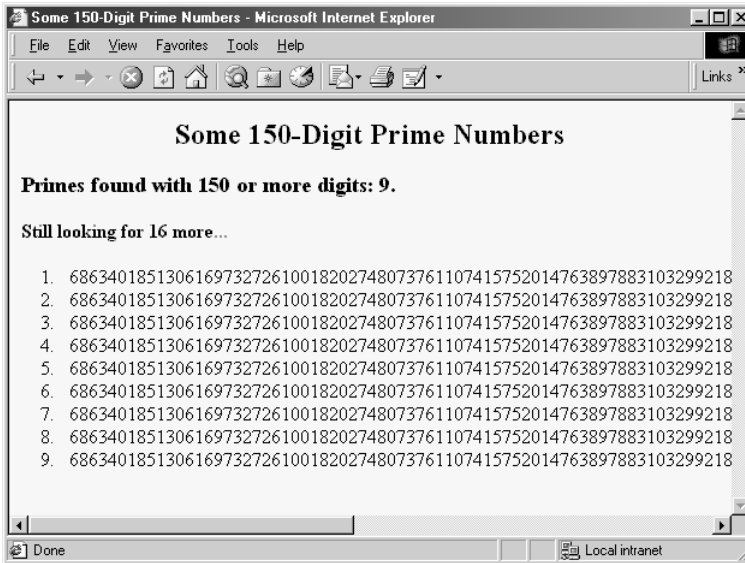 Some 150-Digit Prime Numbers - Microsoft Internet Explorer
File Edit View Favorites Tools Help
Links »
Some 150-Digit Prime Numbers
Primes found with 150 or more digits: 9.
Still looking for 16 more...
1. 686340185130616973272610018202748073761107415752014763897883103299218
2. 686340185130616973272610018202748073761107415752014763897883103299218
3. 686340185130616973272610018202748073761107415752014763897883103299218
4. 686340185130616973272610018202748073761107415752014763897883103299218
5. 686340185130616973272610018202748073761107415752014763897883103299218
6. 686340185130616973272610018202748073761107415752014763897883103299218
7. 686340185130616973272610018202748073761107415752014763897883103299218
8. 686340185130616973272610018202748073761107415752014763897883103299218
9. 686340185130616973272610018202748073761107415752014763897883103299218
Done Local intranet